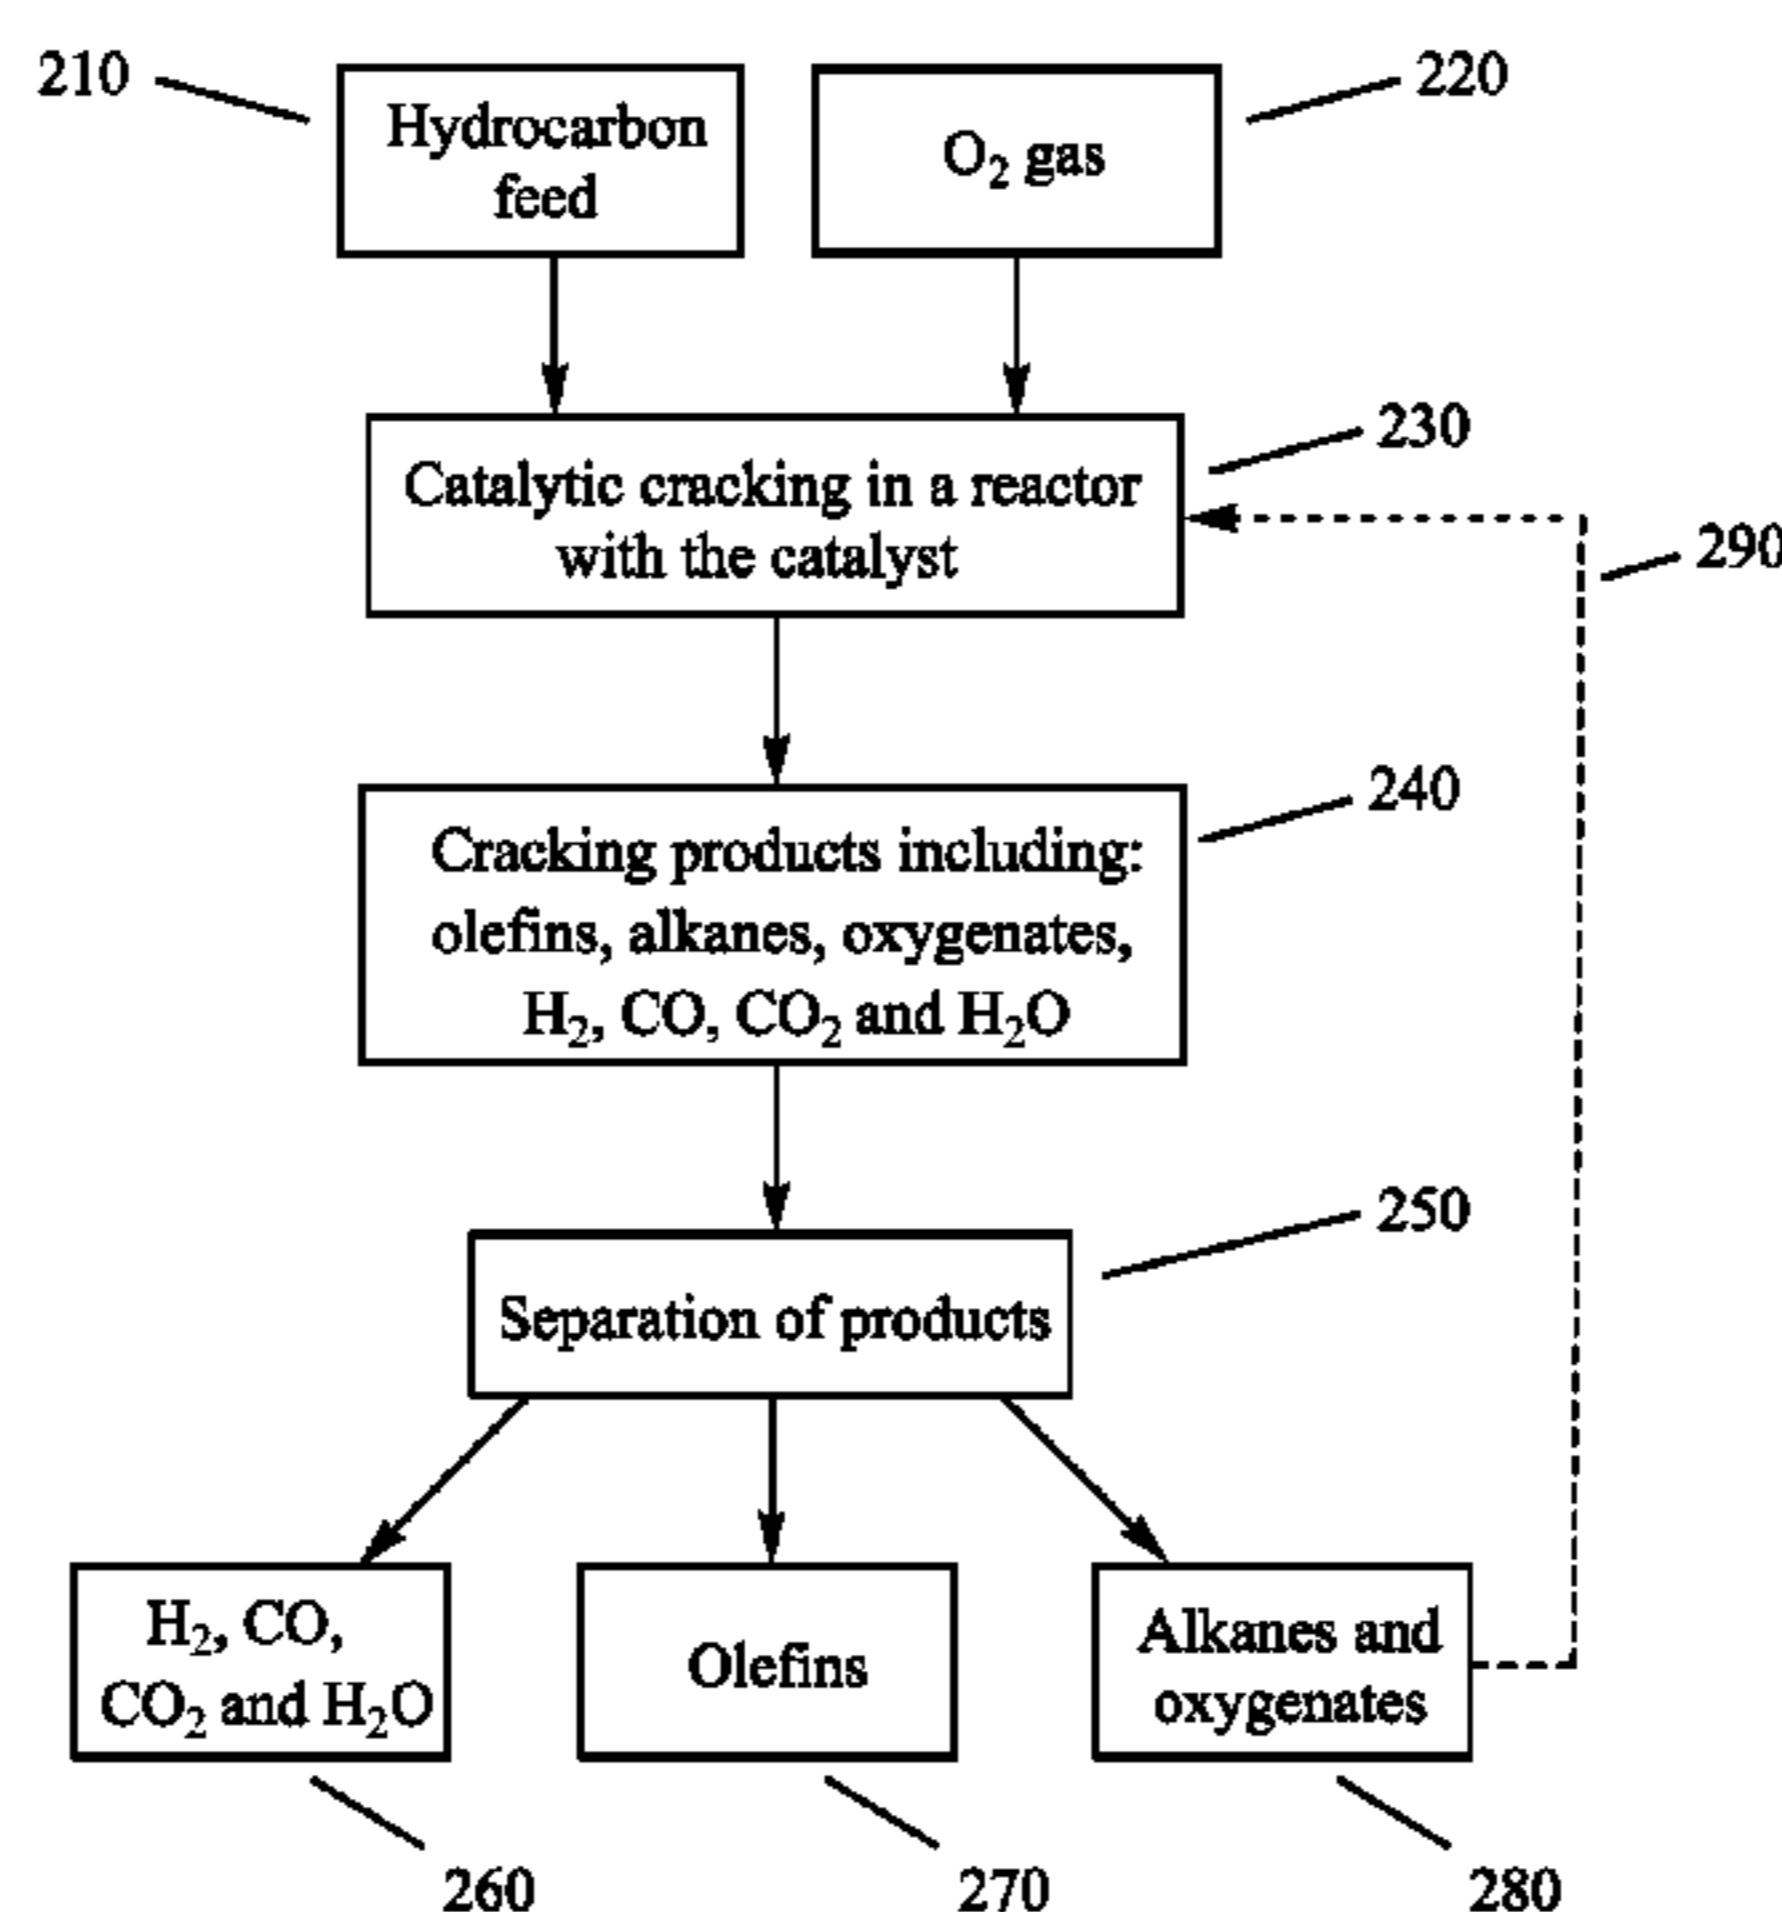 210
Hydrocarbon
feed
O₂ gas
220
Catalytic cracking in a reactor
with the catalyst
230
290
Cracking products including:
olefins, alkanes, oxygenates,
H₂, CO, CO₂ and H₂O
240
Separation of products
250
H₂, CO,
CO₂ and H₂O
Olefins
Alkanes and
oxygenates
260
270
280